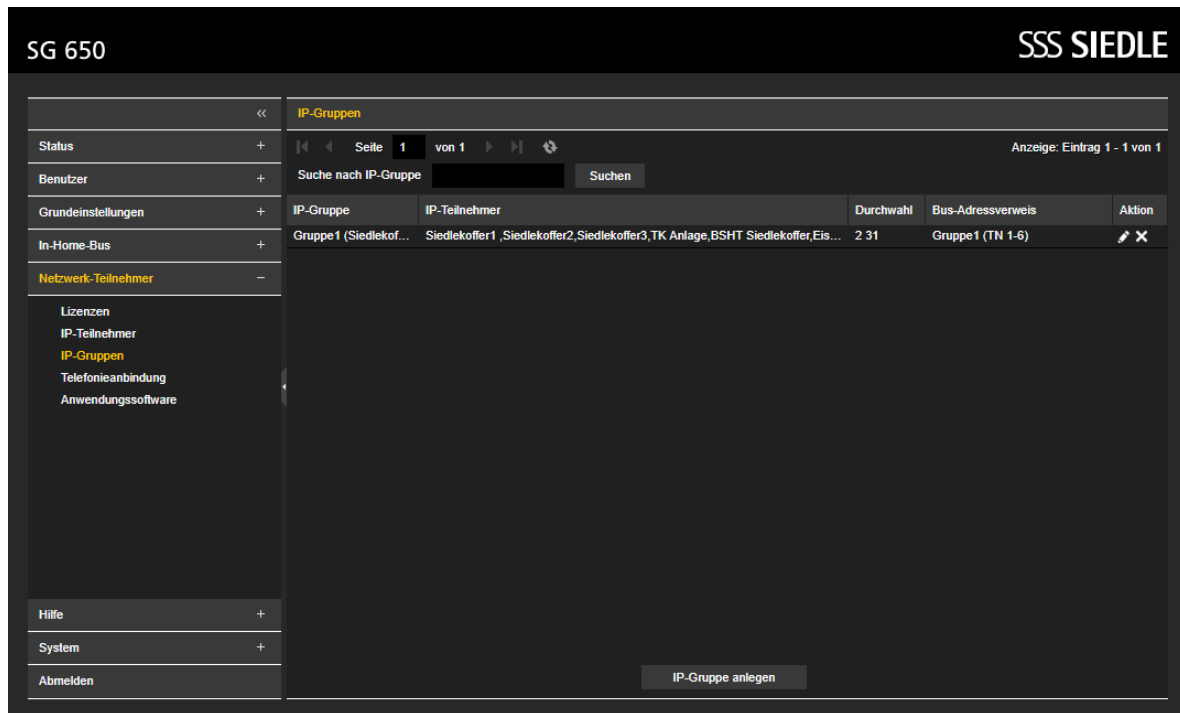 SG 650
SSS SIEDLE
«
Status +
Benutzer +
Grundeinstellungen +
In-Home-Bus +
Netzwerk-Teilnehmer –
Lizenzen
IP-Teilnehmer
IP-Gruppen
Telefonieanbindung
Anwendungssoftware
Hilfe +
System +
Abmelden
IP-Gruppen
Seite 1 von 1
Anzeige: Eintrag 1 - 1 von 1
Suche nach IP-Gruppe Suchen
IP-Gruppe IP-Teilnehmer Durchwahl Bus-Adressverweis Aktion
Gruppe1 (Siedlekof... Siedlekoffer1 ,Siedlekoffer2,Siedlekoffer3,TK Anlage,BSHT Siedlekoffer,Eis... 2 31 Gruppe1 (TN 1-6)
IP-Gruppe anlegen